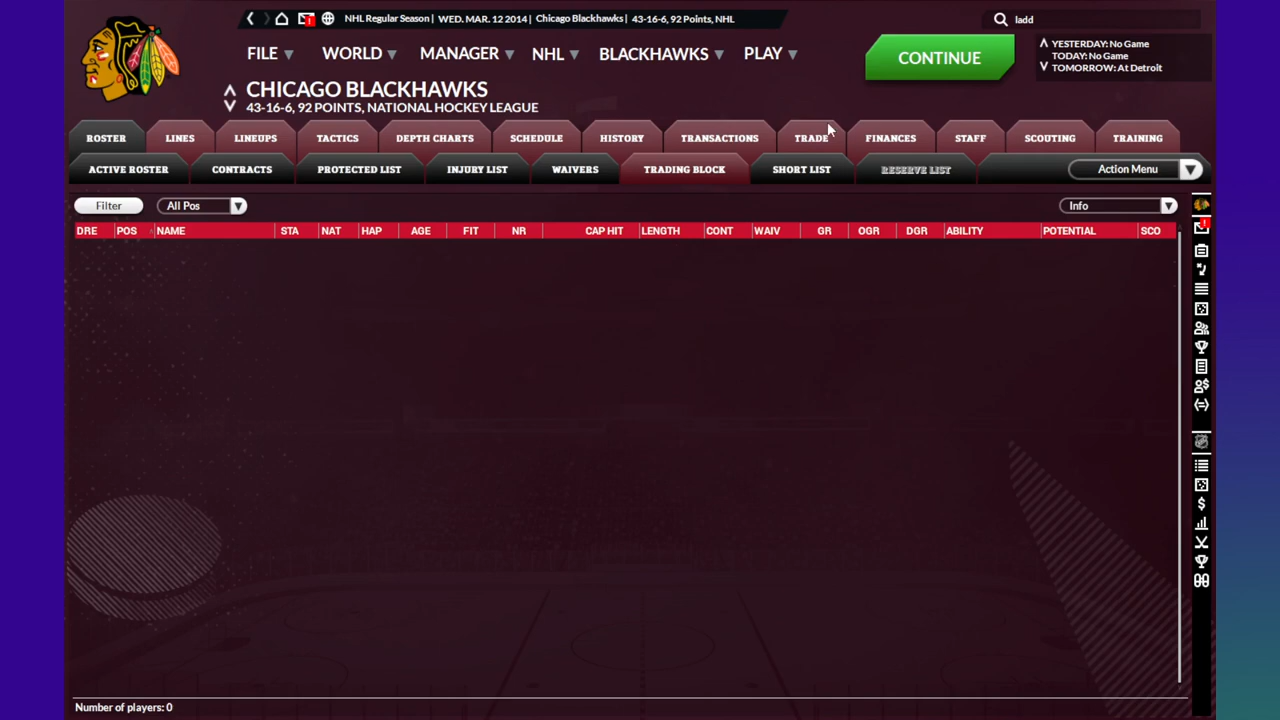 NHL Regular Season | WED. MAR. 12 2014 | Chicago Blackhawks | 43-16-6, 92 Points, NHL
ladd
FILE WORLD MANAGER NHL BLACKHAWKS PLAY
CONTINUE
YESTERDAY: No Game
TODAY: No Game
TOMORROW: At Detroit
CHICAGO BLACKHAWKS
43-16-6, 92 POINTS, NATIONAL HOCKEY LEAGUE
ROSTER LINES LINEUPS TACTICS DEPTH CHARTS SCHEDULE HISTORY TRANSACTIONS TRADE FINANCES STAFF SCOUTING TRAINING
ACTIVE ROSTER CONTRACTS PROTECTED LIST INJURY LIST WAIVERS TRADING BLOCK SHORT LIST RESERVE LIST Action Menu
Filter All Pos Info
DRE POS NAME STA NAT HAP AGE FIT NR CAP HIT LENGTH CONT WAIV GR OGR DGR ABILITY POTENTIAL SCO
Number of players: 0